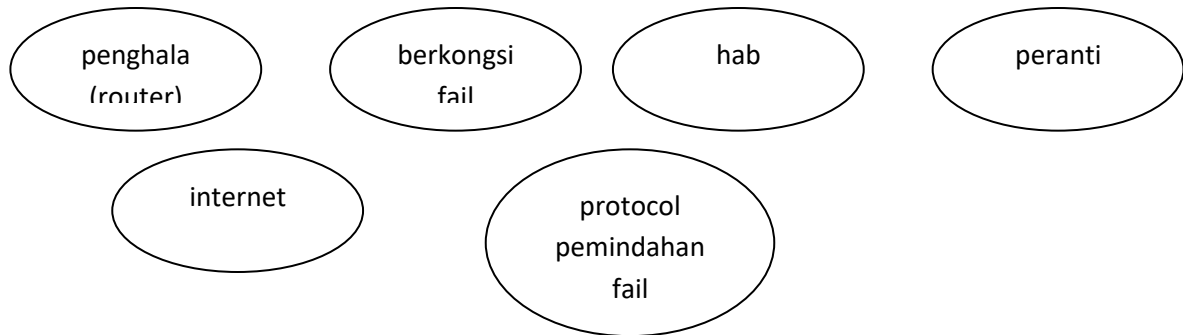 penghala
(router)
berkongsi
fail
hab
peranti
internet
protocol
pemindahan
fail